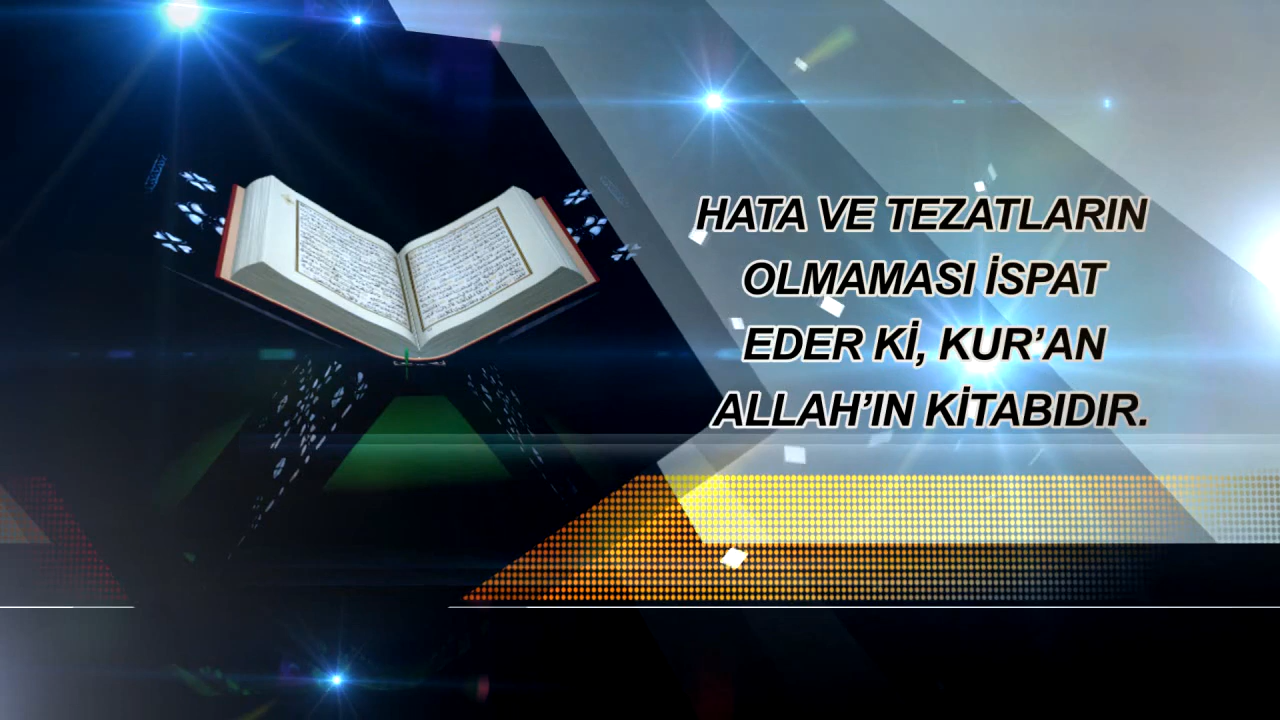 HATA VE TEZATLARIN
OLMAMASI İSPAT
EDER Kİ, KUR’AN
ALLAH’IN KİTABIDIR.